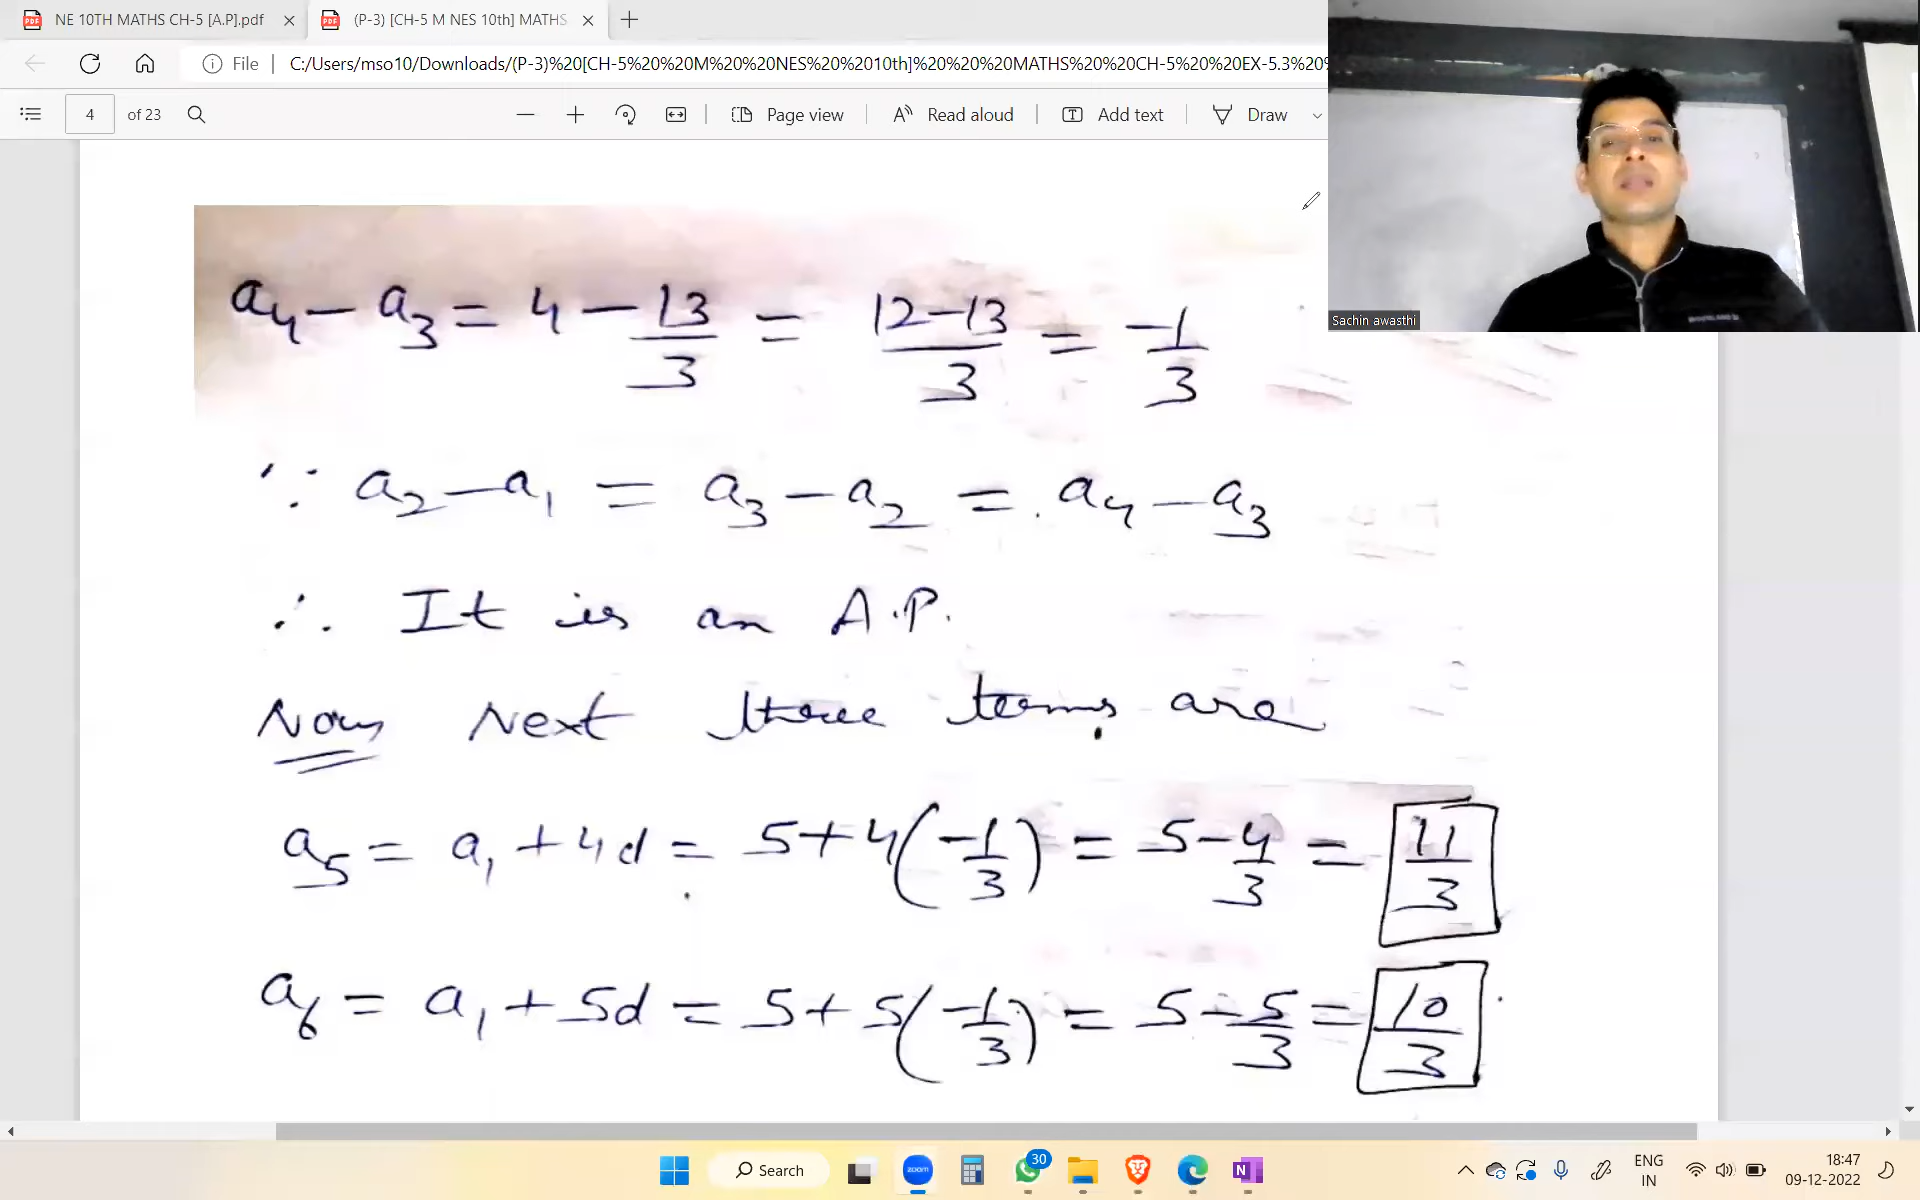 NE 10TH MATHS CH-5 [A.P].pdf
(P-3) [CH-5 M NES 10th] MATHS
File
C:/Users/mso10/Downloads/(P-3)%20[CH-5%20%20M%20%20NES%20%2010th]%20%20%20MATHS%20%20CH-5%20%20EX-5.3%20%
4 of 23
Page view
Read aloud
Add text
Draw
Sachin awasthi
a₄ − a₃ = 4 − 13/3 = 12−13/3 = −1/3
∵ a₂ − a₁ = a₃ − a₂ = a₄ − a₃
∴ It is an A.P.
Now Next three terms are
a₅ = a₁ + 4d = 5 + 4(−1/3) = 5 − 4/3 = 11/3
a₆ = a₁ + 5d = 5 + 5(−1/3) = 5 − 5/3 = 10/3
Search
zoom
30
N
ENG
IN
18:47
09-12-2022